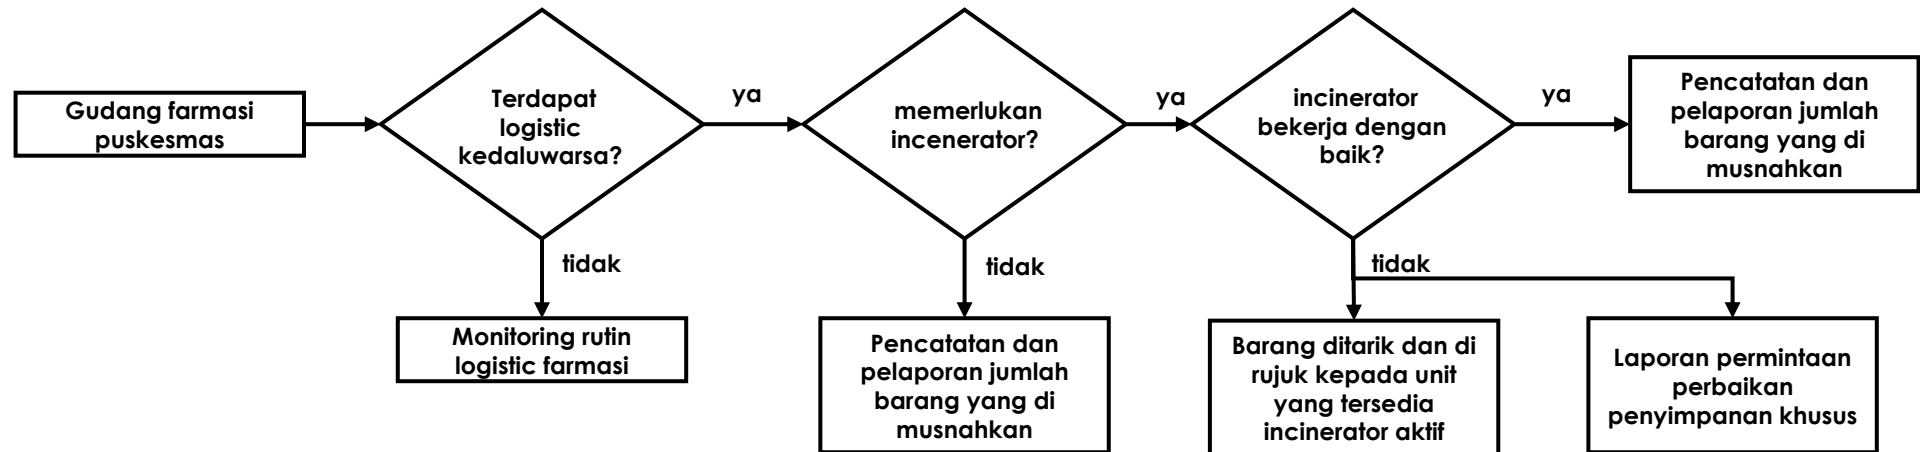 Gudang farmasi
puskesmas
Terdapat
logistic
kedaluwarsa?
ya
memerlukan
incenerator?
ya
incinerator
bekerja dengan
baik?
ya
Pencatatan dan
pelaporan jumlah
barang yang di
musnahkan
tidak
tidak
tidak
Monitoring rutin
logistic farmasi
Pencatatan dan
pelaporan jumlah
barang yang di
musnahkan
Barang ditarik dan di
rujuk kepada unit
yang tersedia
incinerator aktif
Laporan permintaan
perbaikan
penyimpanan khusus